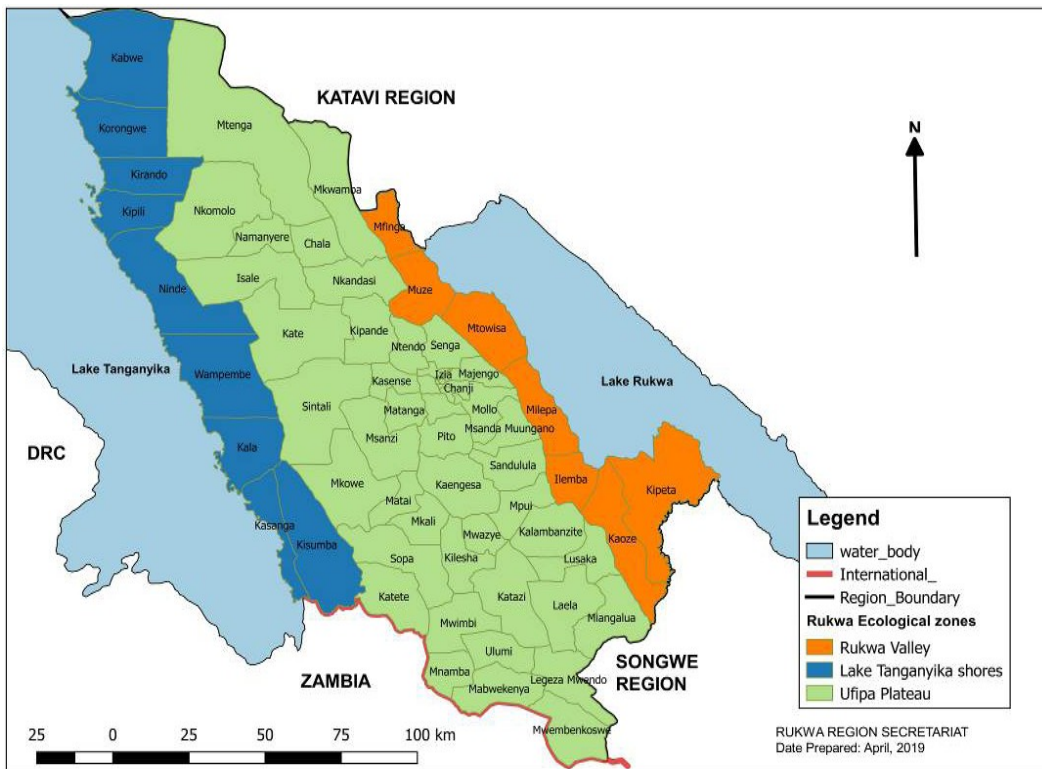 Kabwe
KATAVI REGION
Korongwe
Mtenga
N
Kirando
Mkwamba
Kipili
Nkomolo
Mfinga
Namanyere
Chala
Ninde
Isale
Nkandasi
Muze
Mtowisa
Kate
Kipande
Ntendo
Senga
Lake Tanganyika
Wampembe
Izia
Majengo
Lake Rukwa
Kasense
Chanji
Sintali
Matanga
Mollo
Milepa
Msanzi
Pito
Msanda
Muungano
DRC
Kala
Sandulula
Mkowe
Kaengesa
Ilemba
Kipeta
Matai
Mpui
Kasanga
Mkali
Kisumba
Mwazye
Kalambanzite
Kaoze
Sopa
Kilesha
Lusaka
Katete
Katazi
Laela
Miangalua
Mwimbi
Ulumi
ZAMBIA
Mnamba
Legeza Mwendo
SONGWE
REGION
Mabwekenya
Mwembenkoswe
Legend
water_body
International_
Region_Boundary
Rukwa Ecological zones
Rukwa Valley
Lake Tanganyika shores
Ufipa Plateau
25 0 25 50 75 100 km
RUKWA REGION SECRETARIAT
Date Prepared: April, 2019